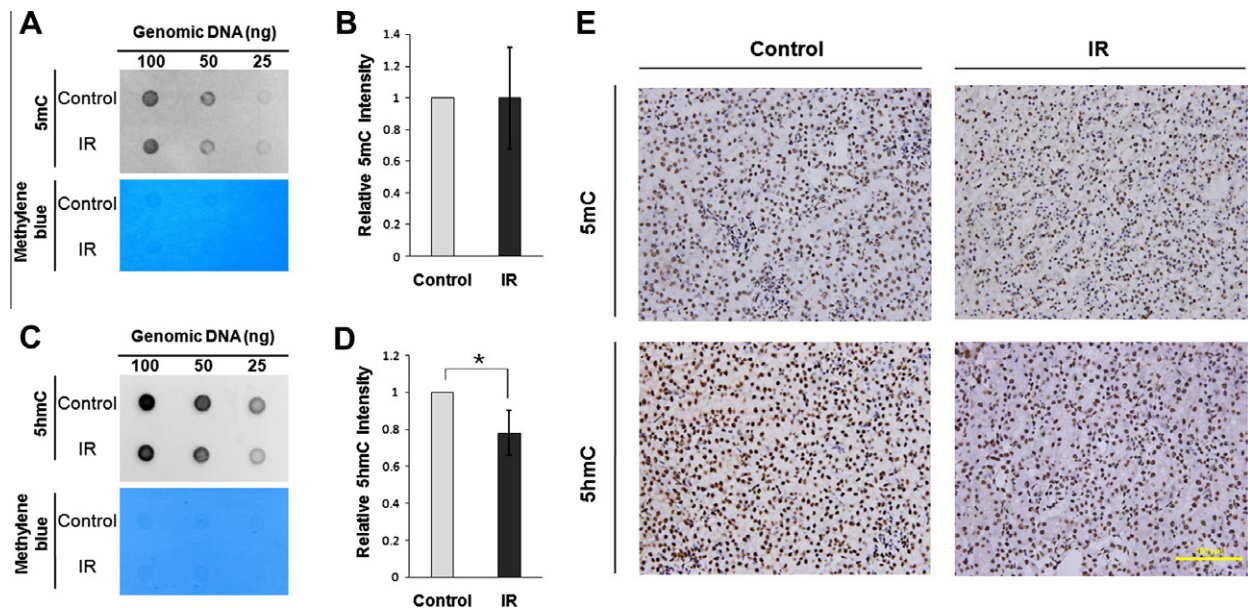 A
Genomic DNA (ng)
100 50 25
5mC
Control
IR
Methylene blue
Control
IR
B
Relative 5mC Intensity
1.4
1.2
1
0.8
0.6
0.4
0.2
0
Control IR
C
Genomic DNA (ng)
100 50 25
5hmC
Control
IR
Methylene blue
Control
IR
D
Relative 5hmC Intensity
1.2
1
0.8
0.6
0.4
0.2
0
*
Control IR
E
Control IR
5mC
5hmC